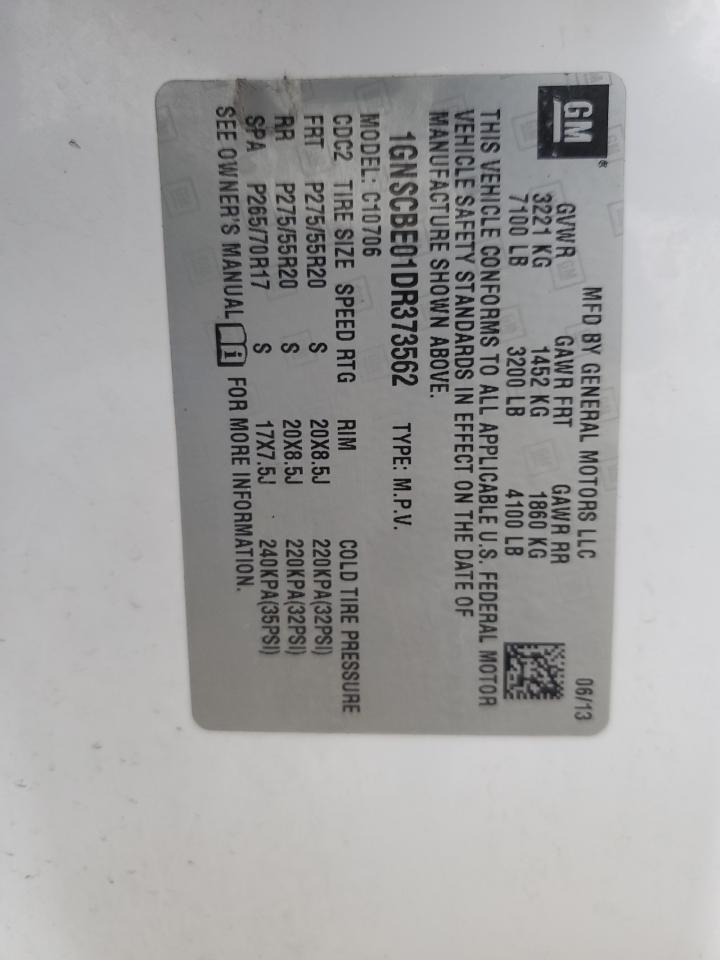 GM®
MFD BY GENERAL MOTORS LLC 06/13
GVWR GAWR FRT GAWR RR
3221 KG 1452 KG 1860 KG
7100 LB 3200 LB 4100 LB
THIS VEHICLE CONFORMS TO ALL APPLICABLE U.S. FEDERAL MOTOR
VEHICLE SAFETY STANDARDS IN EFFECT ON THE DATE OF
MANUFACTURE SHOWN ABOVE.
1GNSCBE01DR373562 TYPE: M.P.V.
MODEL: C10706
CDC2 TIRE SIZE SPEED RTG RIM COLD TIRE PRESSURE
FRT P275/55R20 S 20X8.5J 220KPA(32PSI)
RR P275/55R20 S 20X8.5J 220KPA(32PSI)
SPA P265/70R17 S 17X7.5J 240KPA(35PSI)
SEE OWNER'S MANUAL i FOR MORE INFORMATION.